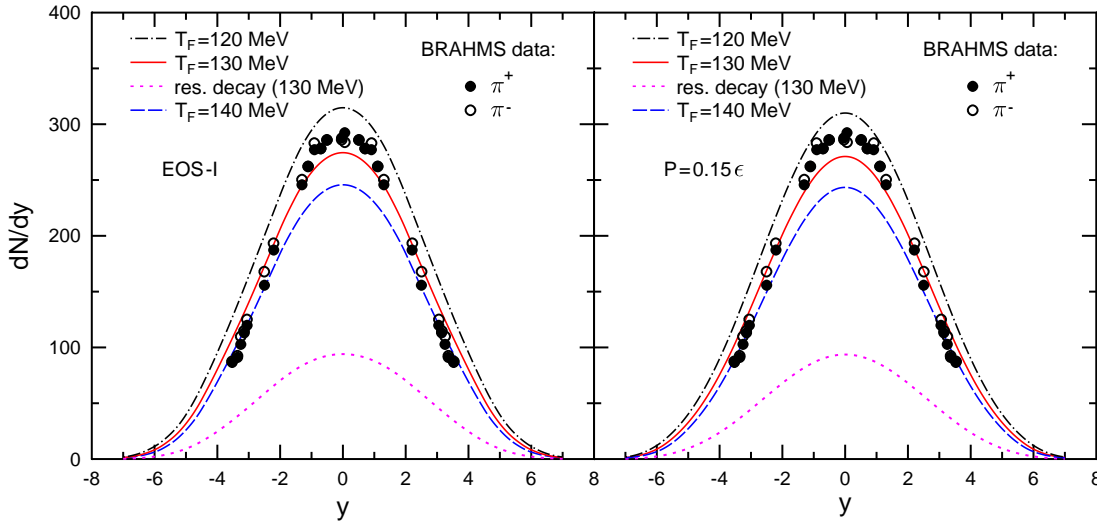 400
300
200
100
0
dN/dy
T_F=120 MeV
T_F=130 MeV
res. decay (130 MeV)
T_F=140 MeV
BRAHMS data:
π⁺
π⁻
EOS-I
-8 -6 -4 -2 0 2 4 6
y
T_F=120 MeV
T_F=130 MeV
res. decay (130 MeV)
T_F=140 MeV
BRAHMS data:
π⁺
π⁻
P=0.15ϵ
-8 -6 -4 -2 0 2 4 6 8
y